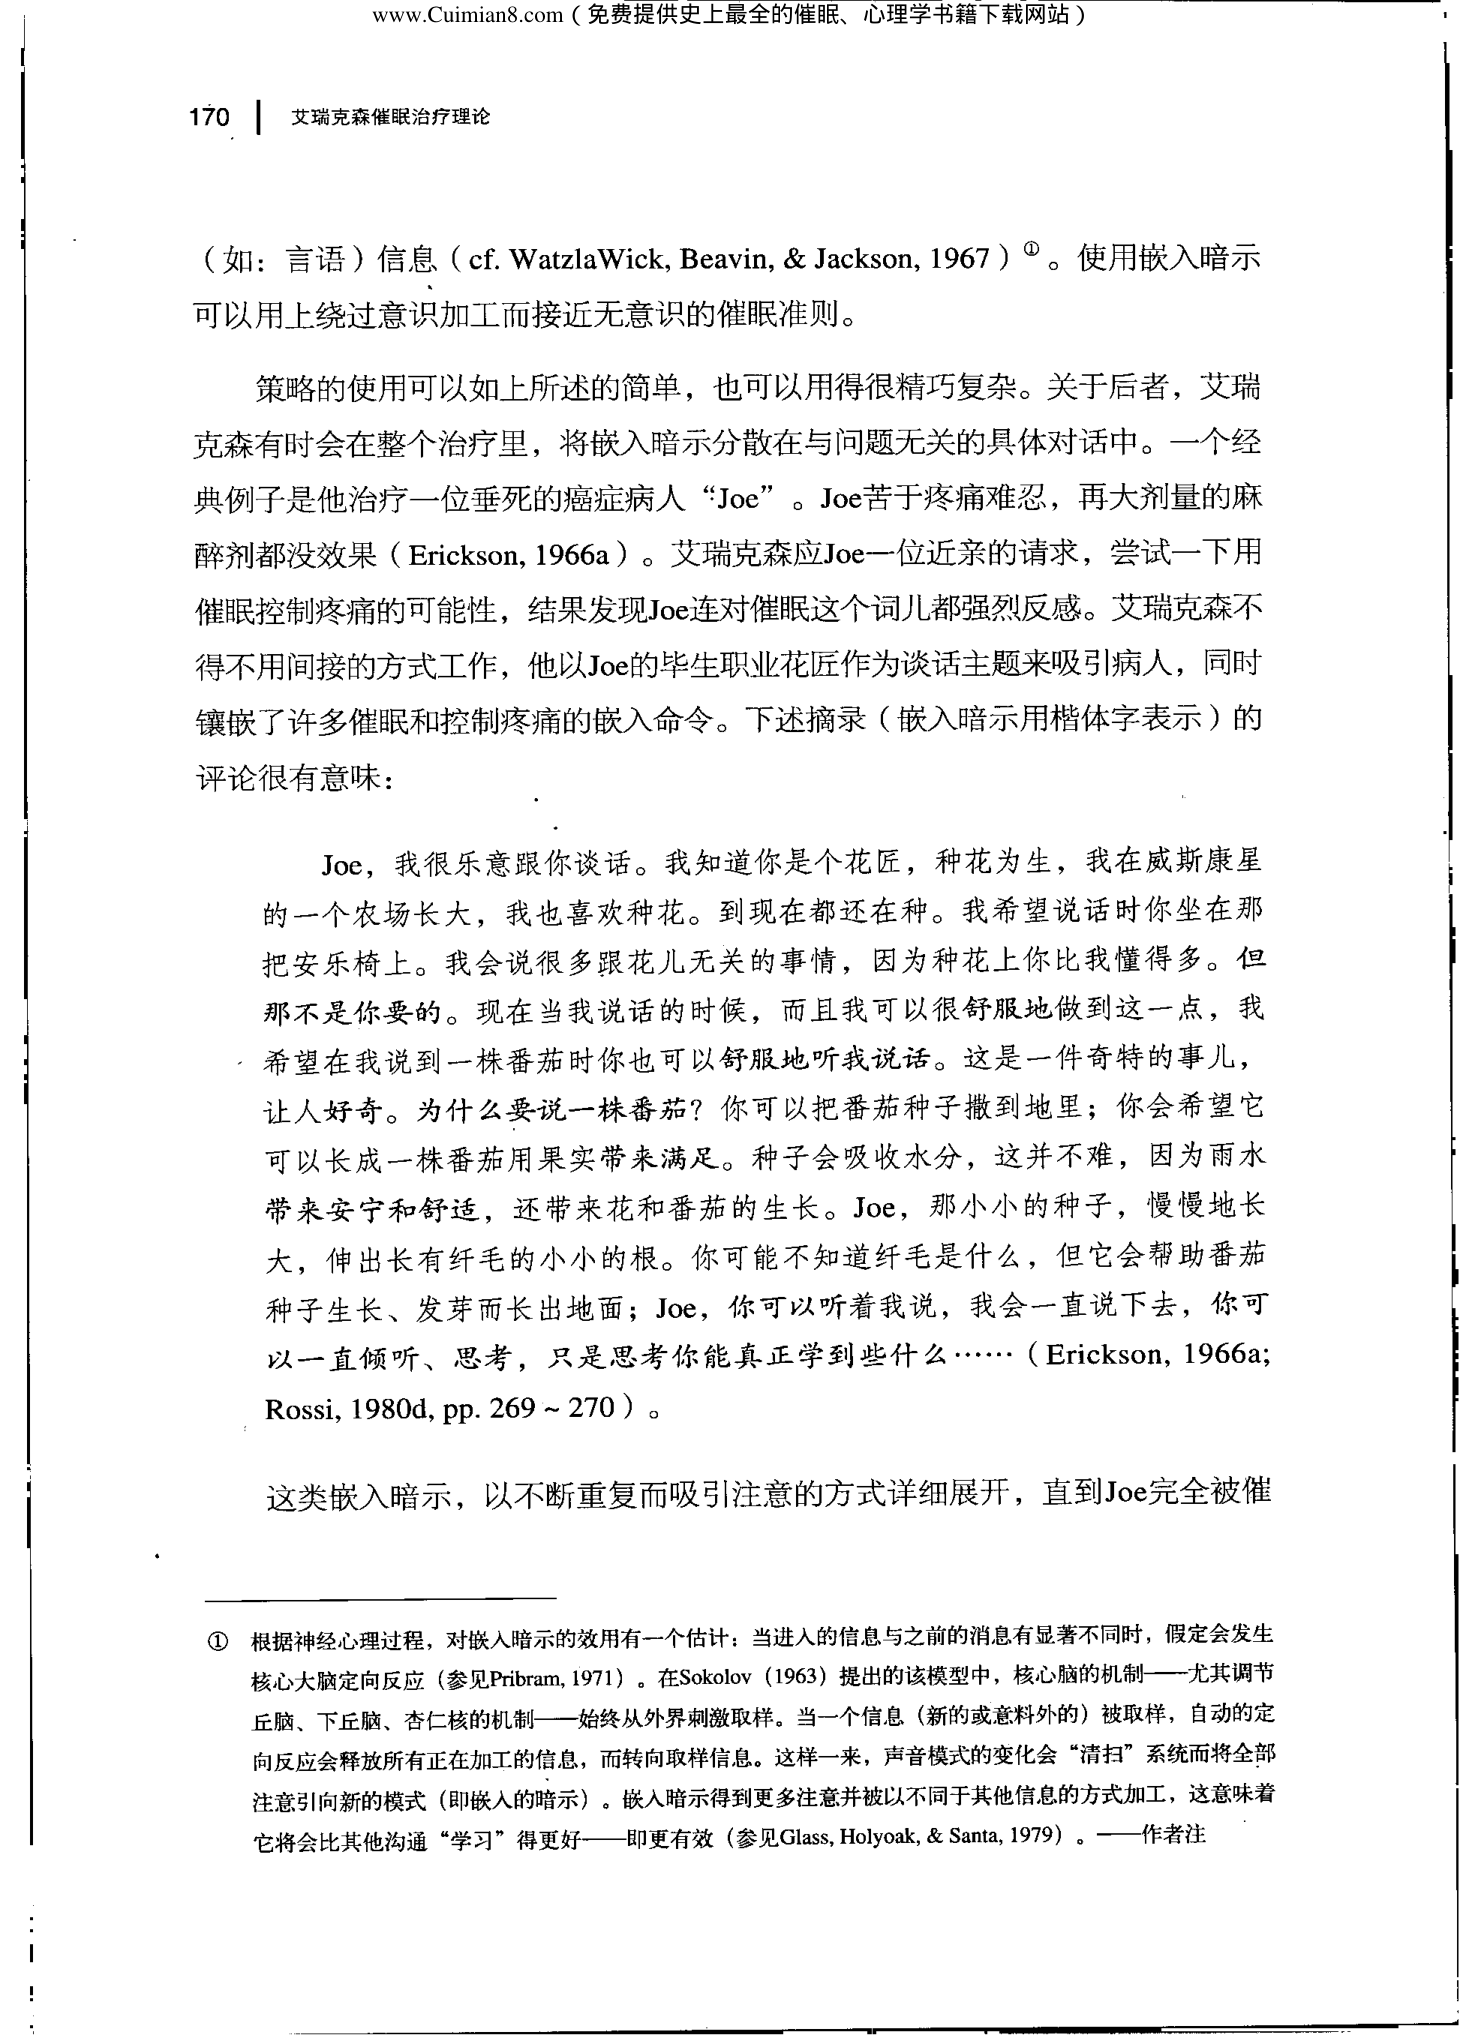 www.Cuimian8.com（免费提供史上最全的催眠、心理学书籍下载网站）
170 | 艾瑞克森催眠治疗理论
（如：言语）信息（cf. WatzlaWick, Beavin, & Jackson, 1967）①。使用嵌入暗示
可以用上绕过意识加工而接近无意识的催眠准则。
策略的使用可以如上所述的简单，也可以用得很精巧复杂。关于后者，艾瑞
克森有时会在整个治疗里，将嵌入暗示分散在与问题无关的具体对话中。一个经
典例子是他治疗一位垂死的癌症病人“Joe”。Joe苦于疼痛难忍，再大剂量的麻
醉剂都没效果（Erickson, 1966a）。艾瑞克森应Joe一位近亲的请求，尝试一下用
催眠控制疼痛的可能性，结果发现Joe连对催眠这个词儿都强烈反感。艾瑞克森不
得不用间接的方式工作，他以Joe的毕生职业花匠作为谈话主题来吸引病人，同时
镶嵌了许多催眠和控制疼痛的嵌入命令。下述摘录（嵌入暗示用楷体字表示）的
评论很有意味：
Joe，我很乐意跟你谈话。我知道你是个花匠，种花为生，我在威斯康星
的一个农场长大，我也喜欢种花。到现在都还在种。我希望说话时你坐在那
把安乐椅上。我会说很多跟花儿无关的事情，因为种花上你比我懂得多。但
那不是你要的。现在当我说话的时候，而且我可以很舒服地做到这一点，我
希望在我说到一株番茄时你也可以舒服地听我说话。这是一件奇特的事儿，
让人好奇。为什么要说一株番茄？你可以把番茄种子撒到地里；你会希望它
可以长成一株番茄用果实带来满足。种子会吸收水分，这并不难，因为雨水
带来安宁和舒适，还带来花和番茄的生长。Joe，那小小的种子，慢慢地长
大，伸出长有纤毛的小小的根。你可能不知道纤毛是什么，但它会帮助番茄
种子生长、发芽而长出地面；Joe，你可以听着我说，我会一直说下去，你可
以一直倾听、思考，只是思考你能真正学到些什么……（Erickson, 1966a;
Rossi, 1980d, pp. 269 ~ 270）。
这类嵌入暗示，以不断重复而吸引注意的方式详细展开，直到Joe完全被催
① 根据神经心理过程，对嵌入暗示的效用有一个估计：当进入的信息与之前的消息有显著不同时，假定会发生
核心大脑定向反应（参见Pribram, 1971）。在Sokolov（1963）提出的该模型中，核心脑的机制——尤其调节
丘脑、下丘脑、杏仁核的机制——始终从外界刺激取样。当一个信息（新的或意料外的）被取样，自动的定
向反应会释放所有正在加工的信息，而转向取样信息。这样一来，声音模式的变化会“清扫”系统而将全部
注意引向新的模式（即嵌入的暗示）。嵌入暗示得到更多注意并被以不同于其他信息的方式加工，这意味着
它将会比其他沟通“学习”得更好——即更有效（参见Glass, Holyoak, & Santa, 1979）。——作者注